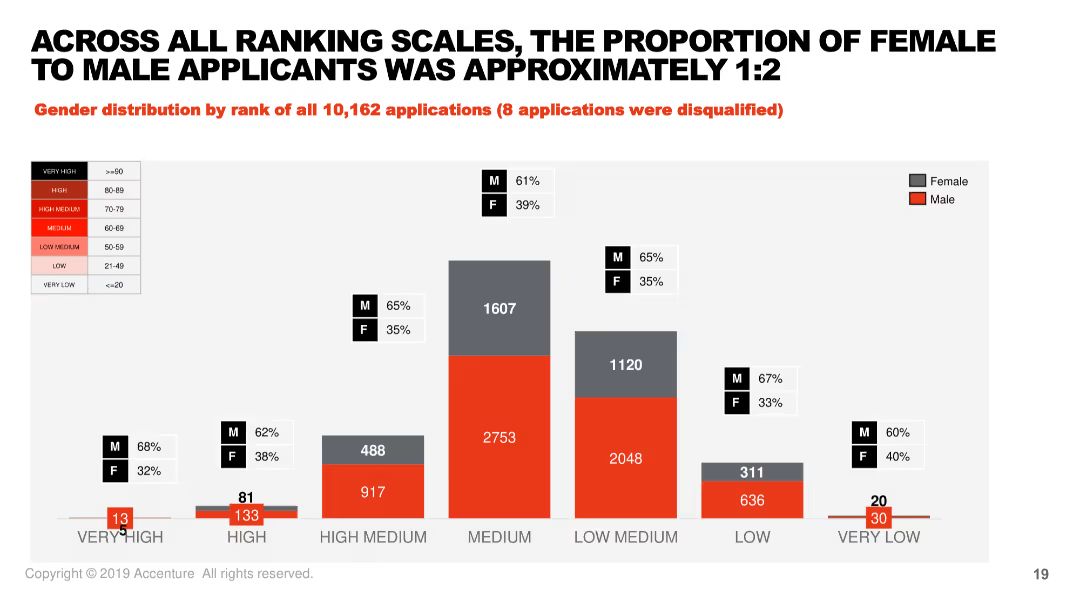 ACROSS ALL RANKING SCALES, THE PROPORTION OF FEMALE
TO MALE APPLICANTS WAS APPROXIMATELY 1:2
Gender distribution by rank of all 10,162 applications (8 applications were disqualified)
VERY HIGH >=90
HIGH 80-89
HIGH MEDIUM 70-79
MEDIUM 60-69
LOW MEDIUM 50-59
LOW 21-49
VERY LOW <=20
Female
Male
M 68%
F 32%
13
5
M 62%
F 38%
81
133
M 65%
F 35%
488
917
M 61%
F 39%
1607
2753
M 65%
F 35%
1120
2048
M 67%
F 33%
311
636
M 60%
F 40%
20
30
VERY HIGH HIGH HIGH MEDIUM MEDIUM LOW MEDIUM LOW VERY LOW
Copyright © 2019 Accenture All rights reserved.
19